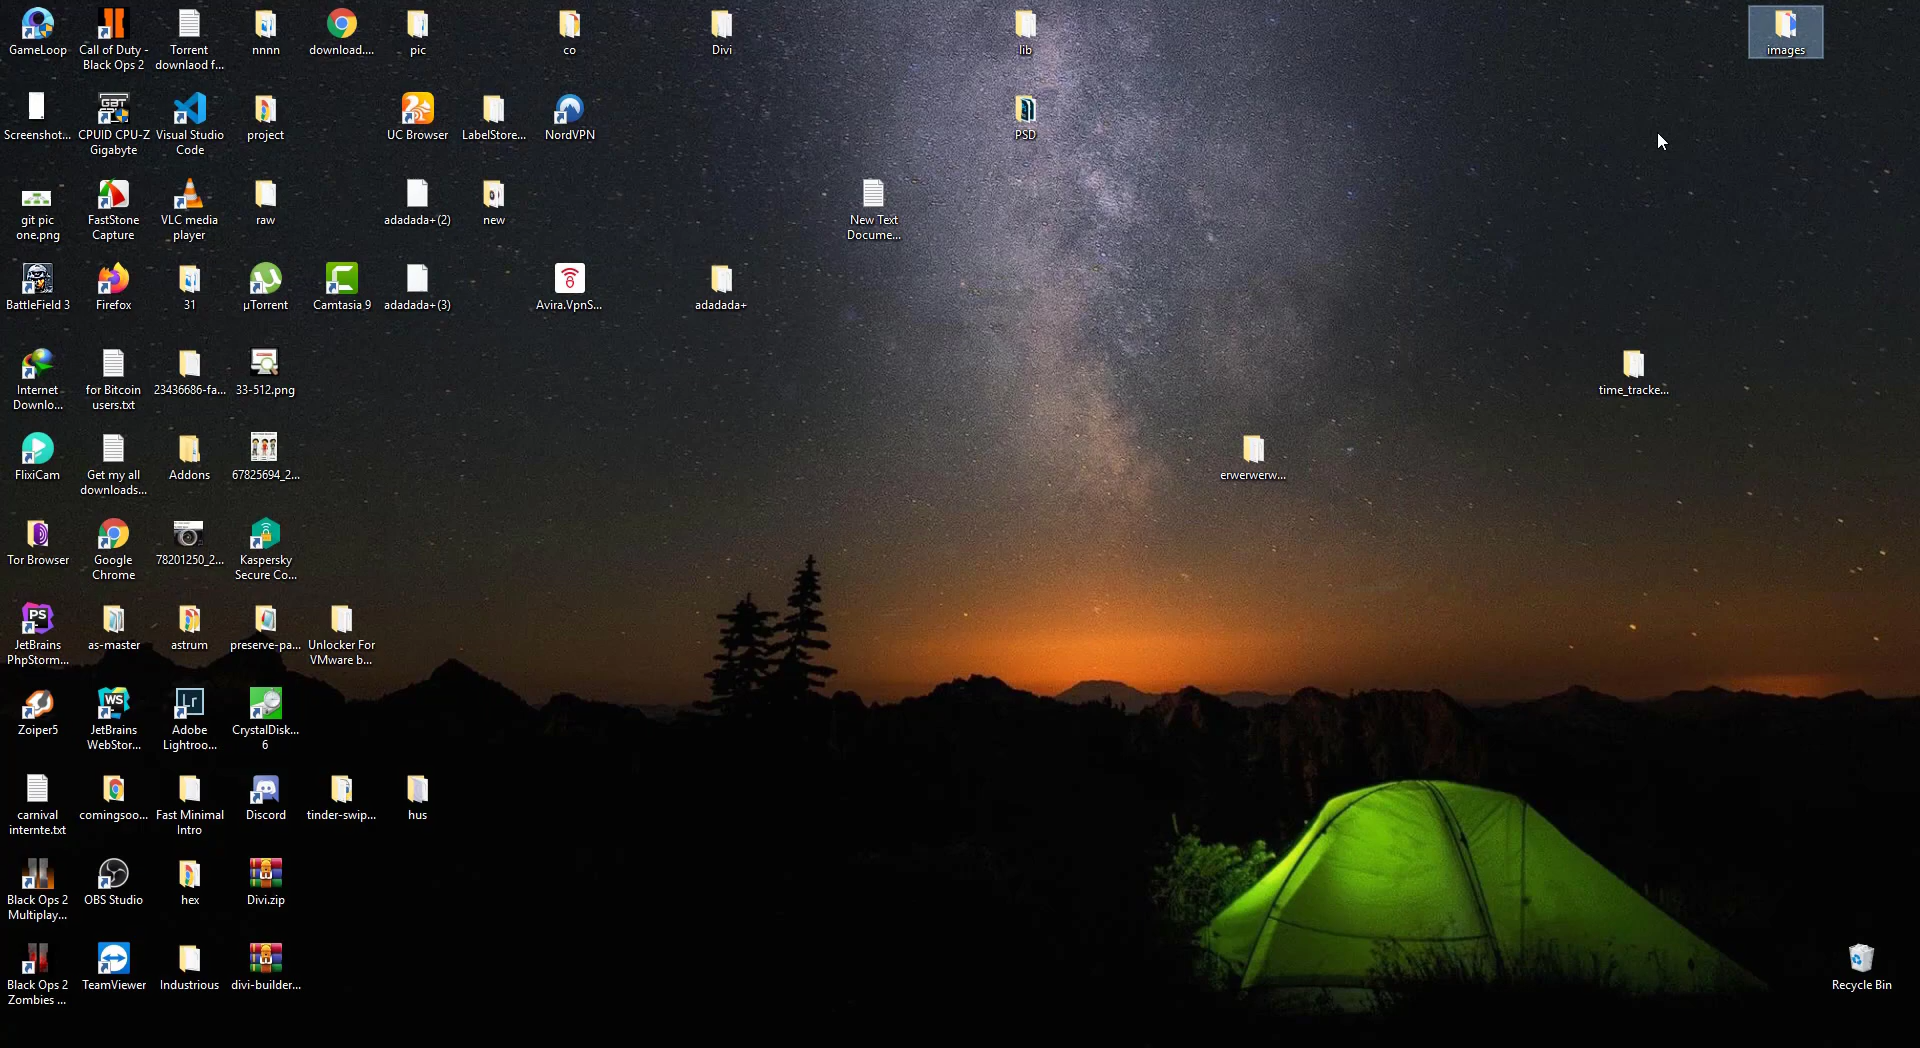 GameLoop
Call of Duty -
Black Ops 2
Torrent
downlaod f...
nnnn
download....
pic
co
Divi
lib
images
Screenshot...
CPUID CPU-Z
Gigabyte
Visual Studio
Code
project
UC Browser
LabelStore...
NordVPN
PSD
git pic
one.png
FastStone
Capture
VLC media
player
raw
adadada+(2)
new
New Text
Docume...
BattleField 3
Firefox
31
µTorrent
Camtasia 9
adadada+(3)
Avira.VpnS...
adadada+
Internet
Downlo...
for Bitcoin
users.txt
23436686-fa...
33-512.png
time_tracke...
FlixiCam
Get my all
downloads...
Addons
67825694_2...
erwerwerw...
Tor Browser
Google
Chrome
78201250_2...
Kaspersky
Secure Co...
JetBrains
PhpStorm...
as-master
astrum
preserve-pa...
Unlocker For
VMware b...
Zoiper5
JetBrains
WebStor...
Adobe
Lightroo...
CrystalDisk...
6
carnival
internte.txt
comingsoo...
Fast Minimal
Intro
Discord
tinder-swip...
hus
Black Ops 2
Multiplay...
OBS Studio
hex
Divi.zip
Black Ops 2
Zombies ...
TeamViewer
Industrious
divi-builder...
Recycle Bin